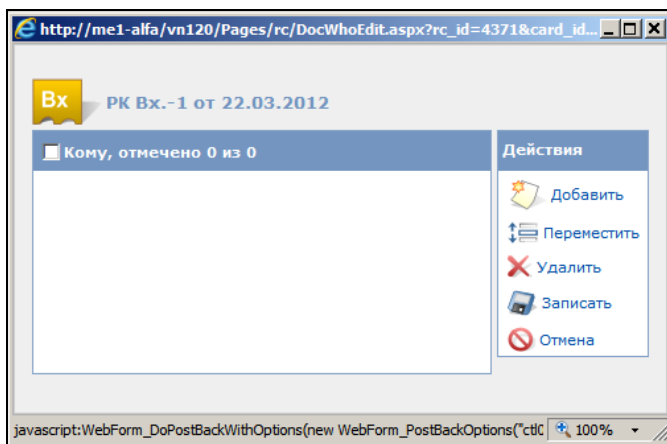 http://me1-alfa/vn120/Pages/rc/DocWhoEdit.aspx?rc_id=4371&card_id...
Вх
РК Вх.-1 от 22.03.2012
Кому, отмечено 0 из 0
Действия
Добавить
Переместить
Удалить
Записать
Отмена
javascript:WebForm_DoPostBackWithOptions(new WebForm_PostBackOptions("ctl0
100%